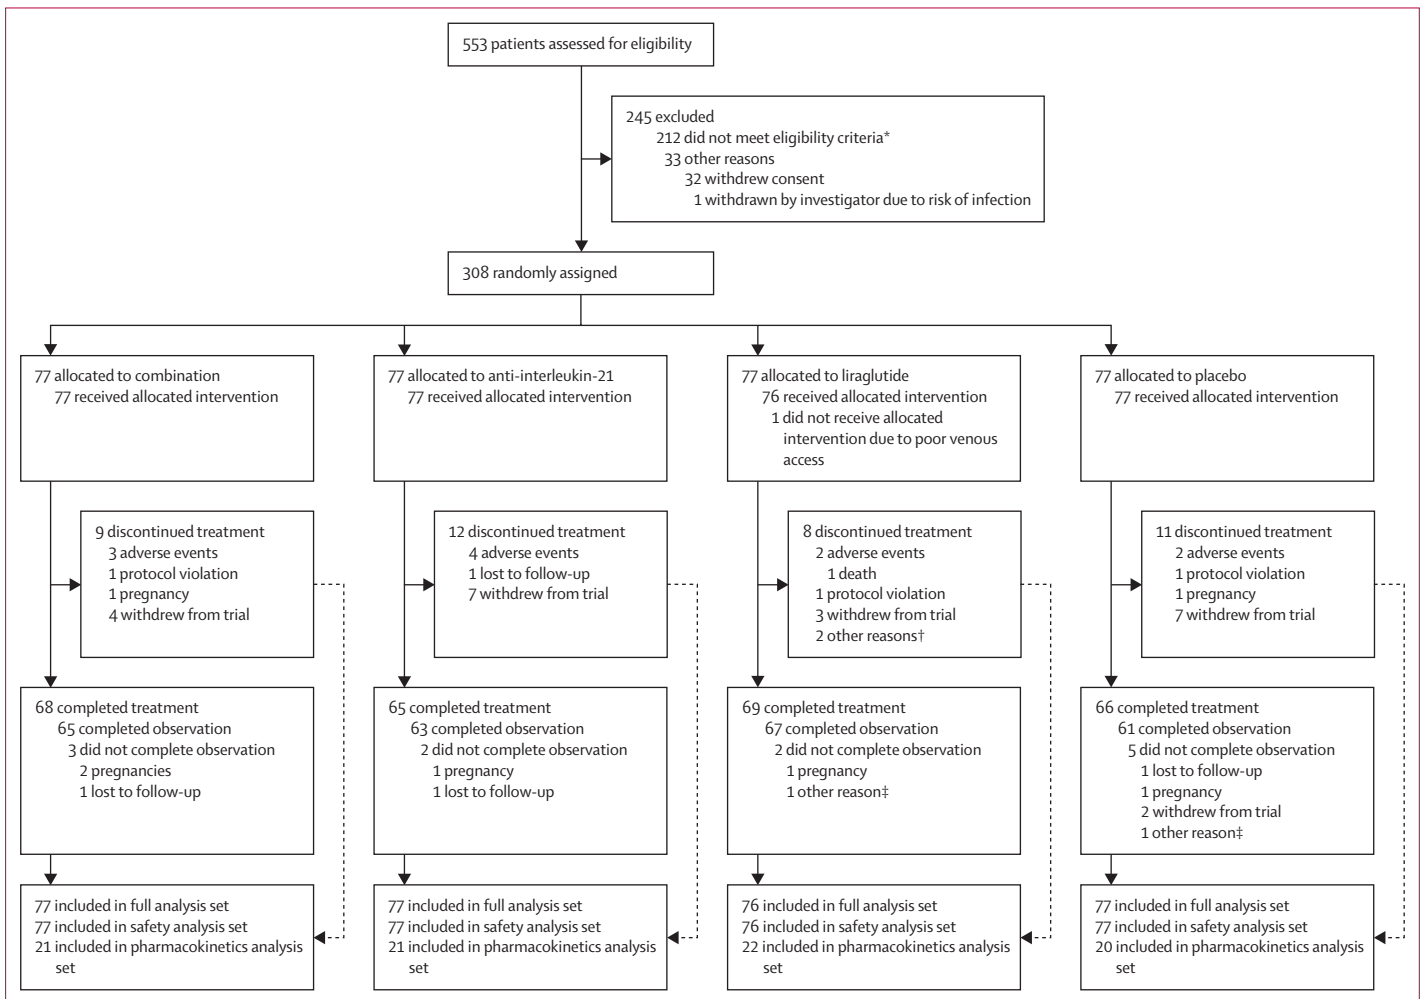 553 patients assessed for eligibility
245 excluded
212 did not meet eligibility criteria*
33 other reasons
32 withdrew consent
1 withdrawn by investigator due to risk of infection
308 randomly assigned
77 allocated to combination
77 received allocated intervention
77 allocated to anti-interleukin-21
77 received allocated intervention
77 allocated to liraglutide
76 received allocated intervention
1 did not receive allocated
intervention due to poor venous
access
77 allocated to placebo
77 received allocated intervention
9 discontinued treatment
3 adverse events
1 protocol violation
1 pregnancy
4 withdrew from trial
12 discontinued treatment
4 adverse events
1 lost to follow-up
7 withdrew from trial
8 discontinued treatment
2 adverse events
1 death
1 protocol violation
3 withdrew from trial
2 other reasons†
11 discontinued treatment
2 adverse events
1 protocol violation
1 pregnancy
7 withdrew from trial
68 completed treatment
65 completed observation
3 did not complete observation
2 pregnancies
1 lost to follow-up
65 completed treatment
63 completed observation
2 did not complete observation
1 pregnancy
1 lost to follow-up
69 completed treatment
67 completed observation
2 did not complete observation
1 pregnancy
1 other reason‡
66 completed treatment
61 completed observation
5 did not complete observation
1 lost to follow-up
1 pregnancy
2 withdrew from trial
1 other reason‡
77 included in full analysis set
77 included in safety analysis set
21 included in pharmacokinetics analysis
set
77 included in full analysis set
77 included in safety analysis set
21 included in pharmacokinetics analysis
set
76 included in full analysis set
76 included in safety analysis set
22 included in pharmacokinetics analysis
set
77 included in full analysis set
77 included in safety analysis set
20 included in pharmacokinetics analysis
set